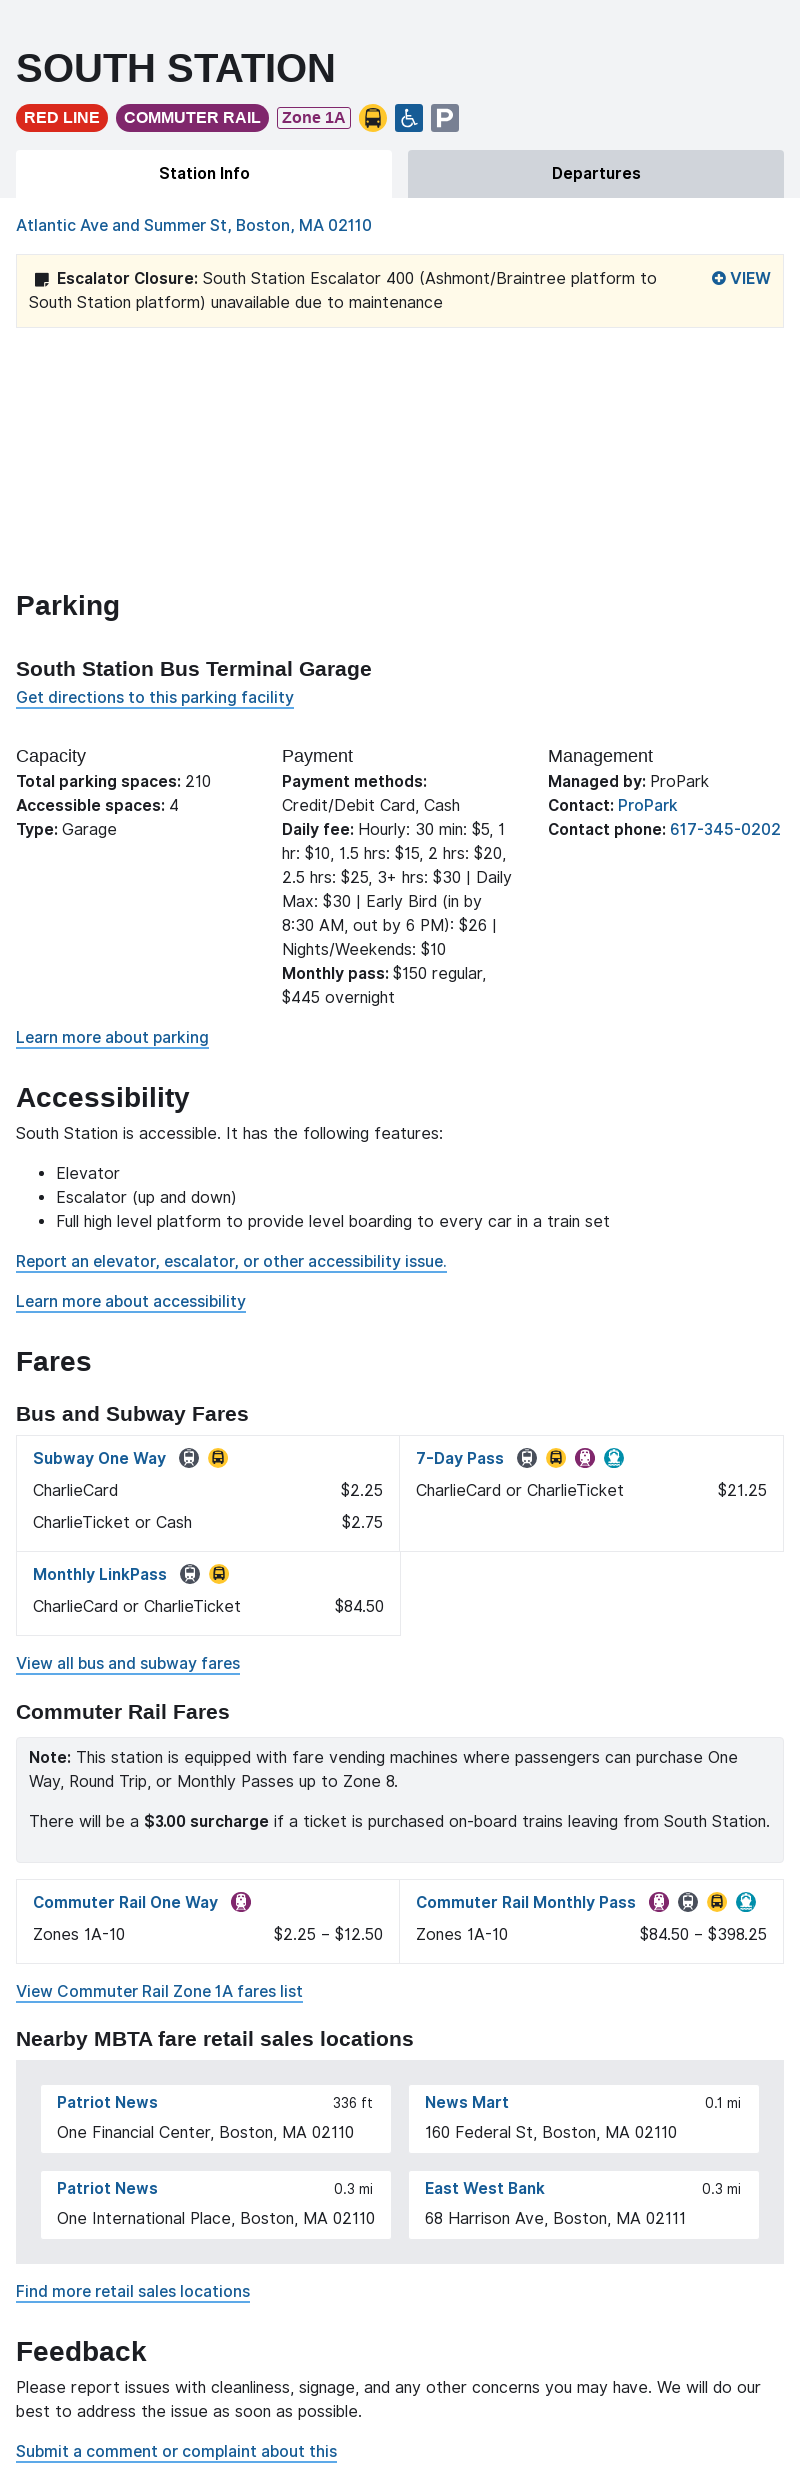 SOUTH STATION
RED LINE COMMUTER RAIL Zone 1A P
Station Info Departures
Atlantic Ave and Summer St, Boston, MA 02110
Escalator Closure: South Station Escalator 400 (Ashmont/Braintree platform to
South Station platform) unavailable due to maintenance
VIEW
Parking
South Station Bus Terminal Garage
Get directions to this parking facility
Capacity
Total parking spaces: 210
Accessible spaces: 4
Type: Garage
Payment
Payment methods:
Credit/Debit Card, Cash
Daily fee: Hourly: 30 min: $5, 1
hr: $10, 1.5 hrs: $15, 2 hrs: $20,
2.5 hrs: $25, 3+ hrs: $30 | Daily
Max: $30 | Early Bird (in by
8:30 AM, out by 6 PM): $26 |
Nights/Weekends: $10
Monthly pass: $150 regular,
$445 overnight
Management
Managed by: ProPark
Contact: ProPark
Contact phone: 617-345-0202
Learn more about parking
Accessibility
South Station is accessible. It has the following features:
• Elevator
• Escalator (up and down)
• Full high level platform to provide level boarding to every car in a train set
Report an elevator, escalator, or other accessibility issue.
Learn more about accessibility
Fares
Bus and Subway Fares
Subway One Way
CharlieCard $2.25
CharlieTicket or Cash $2.75
7-Day Pass
CharlieCard or CharlieTicket $21.25
Monthly LinkPass
CharlieCard or CharlieTicket $84.50
View all bus and subway fares
Commuter Rail Fares
Note: This station is equipped with fare vending machines where passengers can purchase One
Way, Round Trip, or Monthly Passes up to Zone 8.
There will be a $3.00 surcharge if a ticket is purchased on-board trains leaving from South Station.
Commuter Rail One Way
Zones 1A-10 $2.25 – $12.50
Commuter Rail Monthly Pass
Zones 1A-10 $84.50 – $398.25
View Commuter Rail Zone 1A fares list
Nearby MBTA fare retail sales locations
Patriot News 336 ft
One Financial Center, Boston, MA 02110
News Mart 0.1 mi
160 Federal St, Boston, MA 02110
Patriot News 0.3 mi
One International Place, Boston, MA 02110
East West Bank 0.3 mi
68 Harrison Ave, Boston, MA 02111
Find more retail sales locations
Feedback
Please report issues with cleanliness, signage, and any other concerns you may have. We will do our
best to address the issue as soon as possible.
Submit a comment or complaint about this